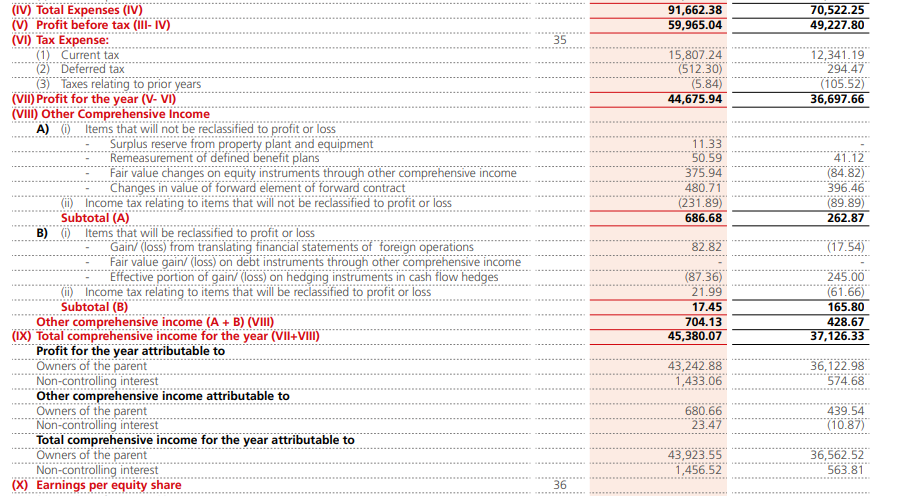 (IV) Total Expenses (IV) 91,662.38 70,522.25
(V) Profit before tax (III- IV) 59,965.04 49,227.80
(VI) Tax Expense: 35
(1) Current tax 15,807.24 12,341.19
(2) Deferred tax (512.30) 294.47
(3) Taxes relating to prior years (5.84) (105.52)
(VII) Profit for the year (V- VI) 44,675.94 36,697.66
(VIII) Other Comprehensive Income
A) (i) Items that will not be reclassified to profit or loss
- Surplus reserve from property plant and equipment 11.33 -
- Remeasurement of defined benefit plans 50.59 41.12
- Fair value changes on equity instruments through other comprehensive income 375.94 (84.82)
- Changes in value of forward element of forward contract 480.71 396.46
(ii) Income tax relating to items that will not be reclassified to profit or loss (231.89) (89.89)
Subtotal (A) 686.68 262.87
B) (i) Items that will be reclassified to profit or loss
- Gain/ (loss) from translating financial statements of foreign operations 82.82 (17.54)
- Fair value gain/ (loss) on debt instruments through other comprehensive income - -
- Effective portion of gain/ (loss) on hedging instruments in cash flow hedges (87.36) 245.00
(ii) Income tax relating to items that will be reclassified to profit or loss 21.99 (61.66)
Subtotal (B) 17.45 165.80
Other comprehensive income (A + B) (VIII) 704.13 428.67
(IX) Total comprehensive income for the year (VII+VIII) 45,380.07 37,126.33
Profit for the year attributable to
Owners of the parent 43,242.88 36,122.98
Non-controlling interest 1,433.06 574.68
Other comprehensive income attributable to
Owners of the parent 680.66 439.54
Non-controlling interest 23.47 (10.87)
Total comprehensive income for the year attributable to
Owners of the parent 43,923.55 36,562.52
Non-controlling interest 1,456.52 563.81
(X) Earnings per equity share 36